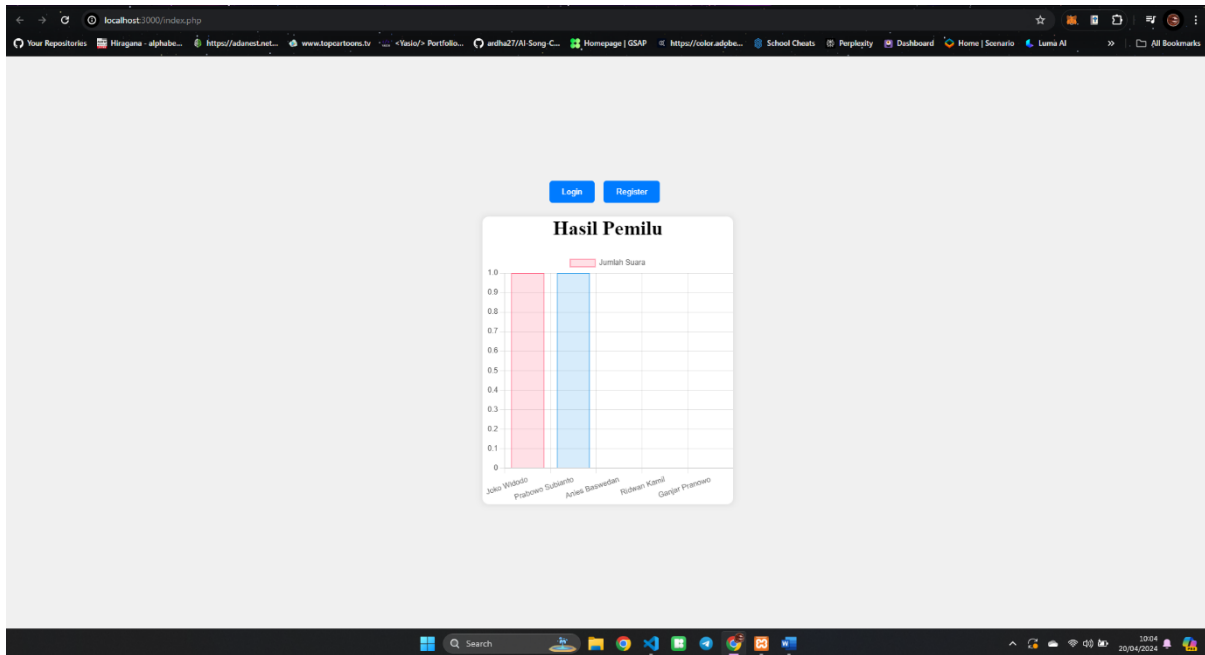 localhost:3000/index.php
Your Repositories Hiragana - alphabe... https://adanest.net... www.topcartoons.tv <Yasio/> Portfolio... ardha27/AI-Song-C... Homepage | GSAP https://color.adobe... School Cheats Perplexity Dashboard Home | Scenario Luma AI » All Bookmarks
Login Register
Hasil Pemilu
Jumlah Suara
1.0
0.9
0.8
0.7
0.6
0.5
0.4
0.3
0.2
0.1
0
Joko Widodo
Prabowo Subianto
Anies Baswedan
Ridwan Kamil
Ganjar Pranowo
Search
10:04
20/04/2024